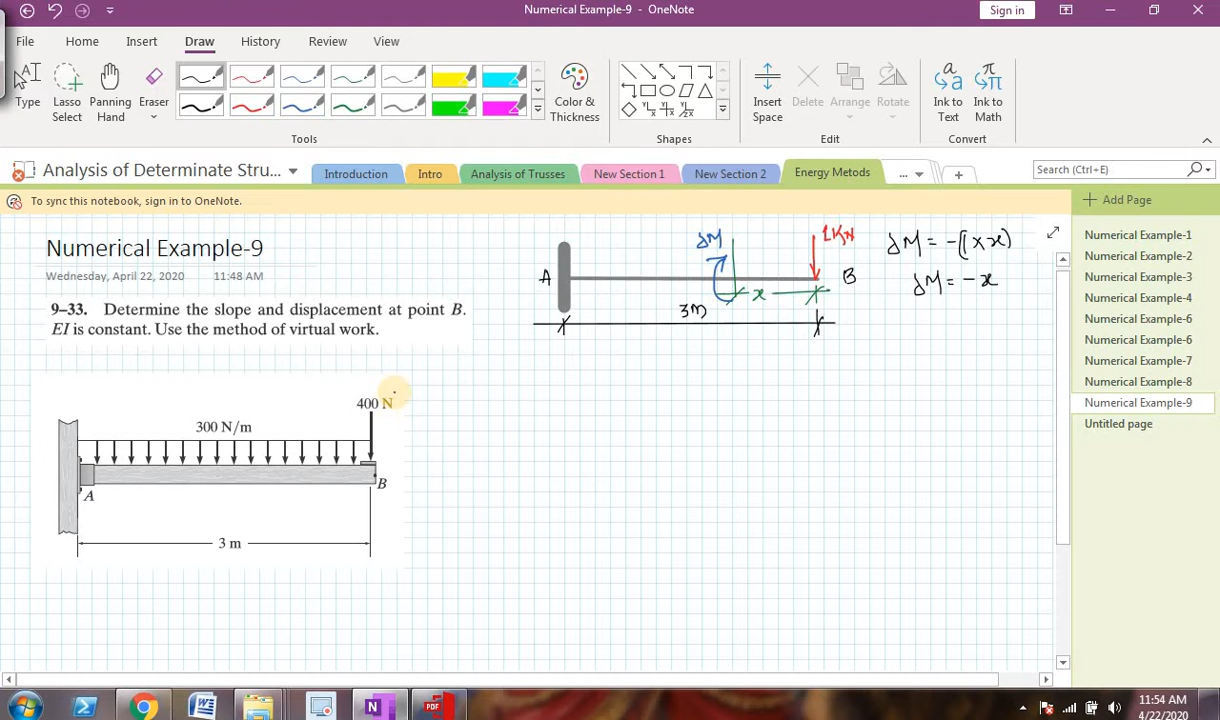 Numerical Example-9 - OneNote
Sign in
File Home Insert Draw History Review View
Type
Lasso Select
Panning Hand
Eraser
Color & Thickness
Insert Space
Delete
Arrange
Rotate
Ink to Text
Ink to Math
Tools
Shapes
Edit
Convert
Analysis of Determinate Stru...
Introduction
Intro
Analysis of Trusses
New Section 1
New Section 2
Energy Metods
...
Search (Ctrl+E)
To sync this notebook, sign in to OneNote.
Add Page
Numerical Example-1
Numerical Example-2
Numerical Example-3
Numerical Example-4
Numerical Example-6
Numerical Example-6
Numerical Example-7
Numerical Example-8
Numerical Example-9
Untitled page
Numerical Example-9
Wednesday, April 22, 2020 11:48 AM
9–33. Determine the slope and displacement at point B.
EI is constant. Use the method of virtual work.
400 N
300 N/m
A
B
3 m
A
δM
1KN
B
x
3m
δM = -(1×x)
δM = - x
11:54 AM
4/22/2020